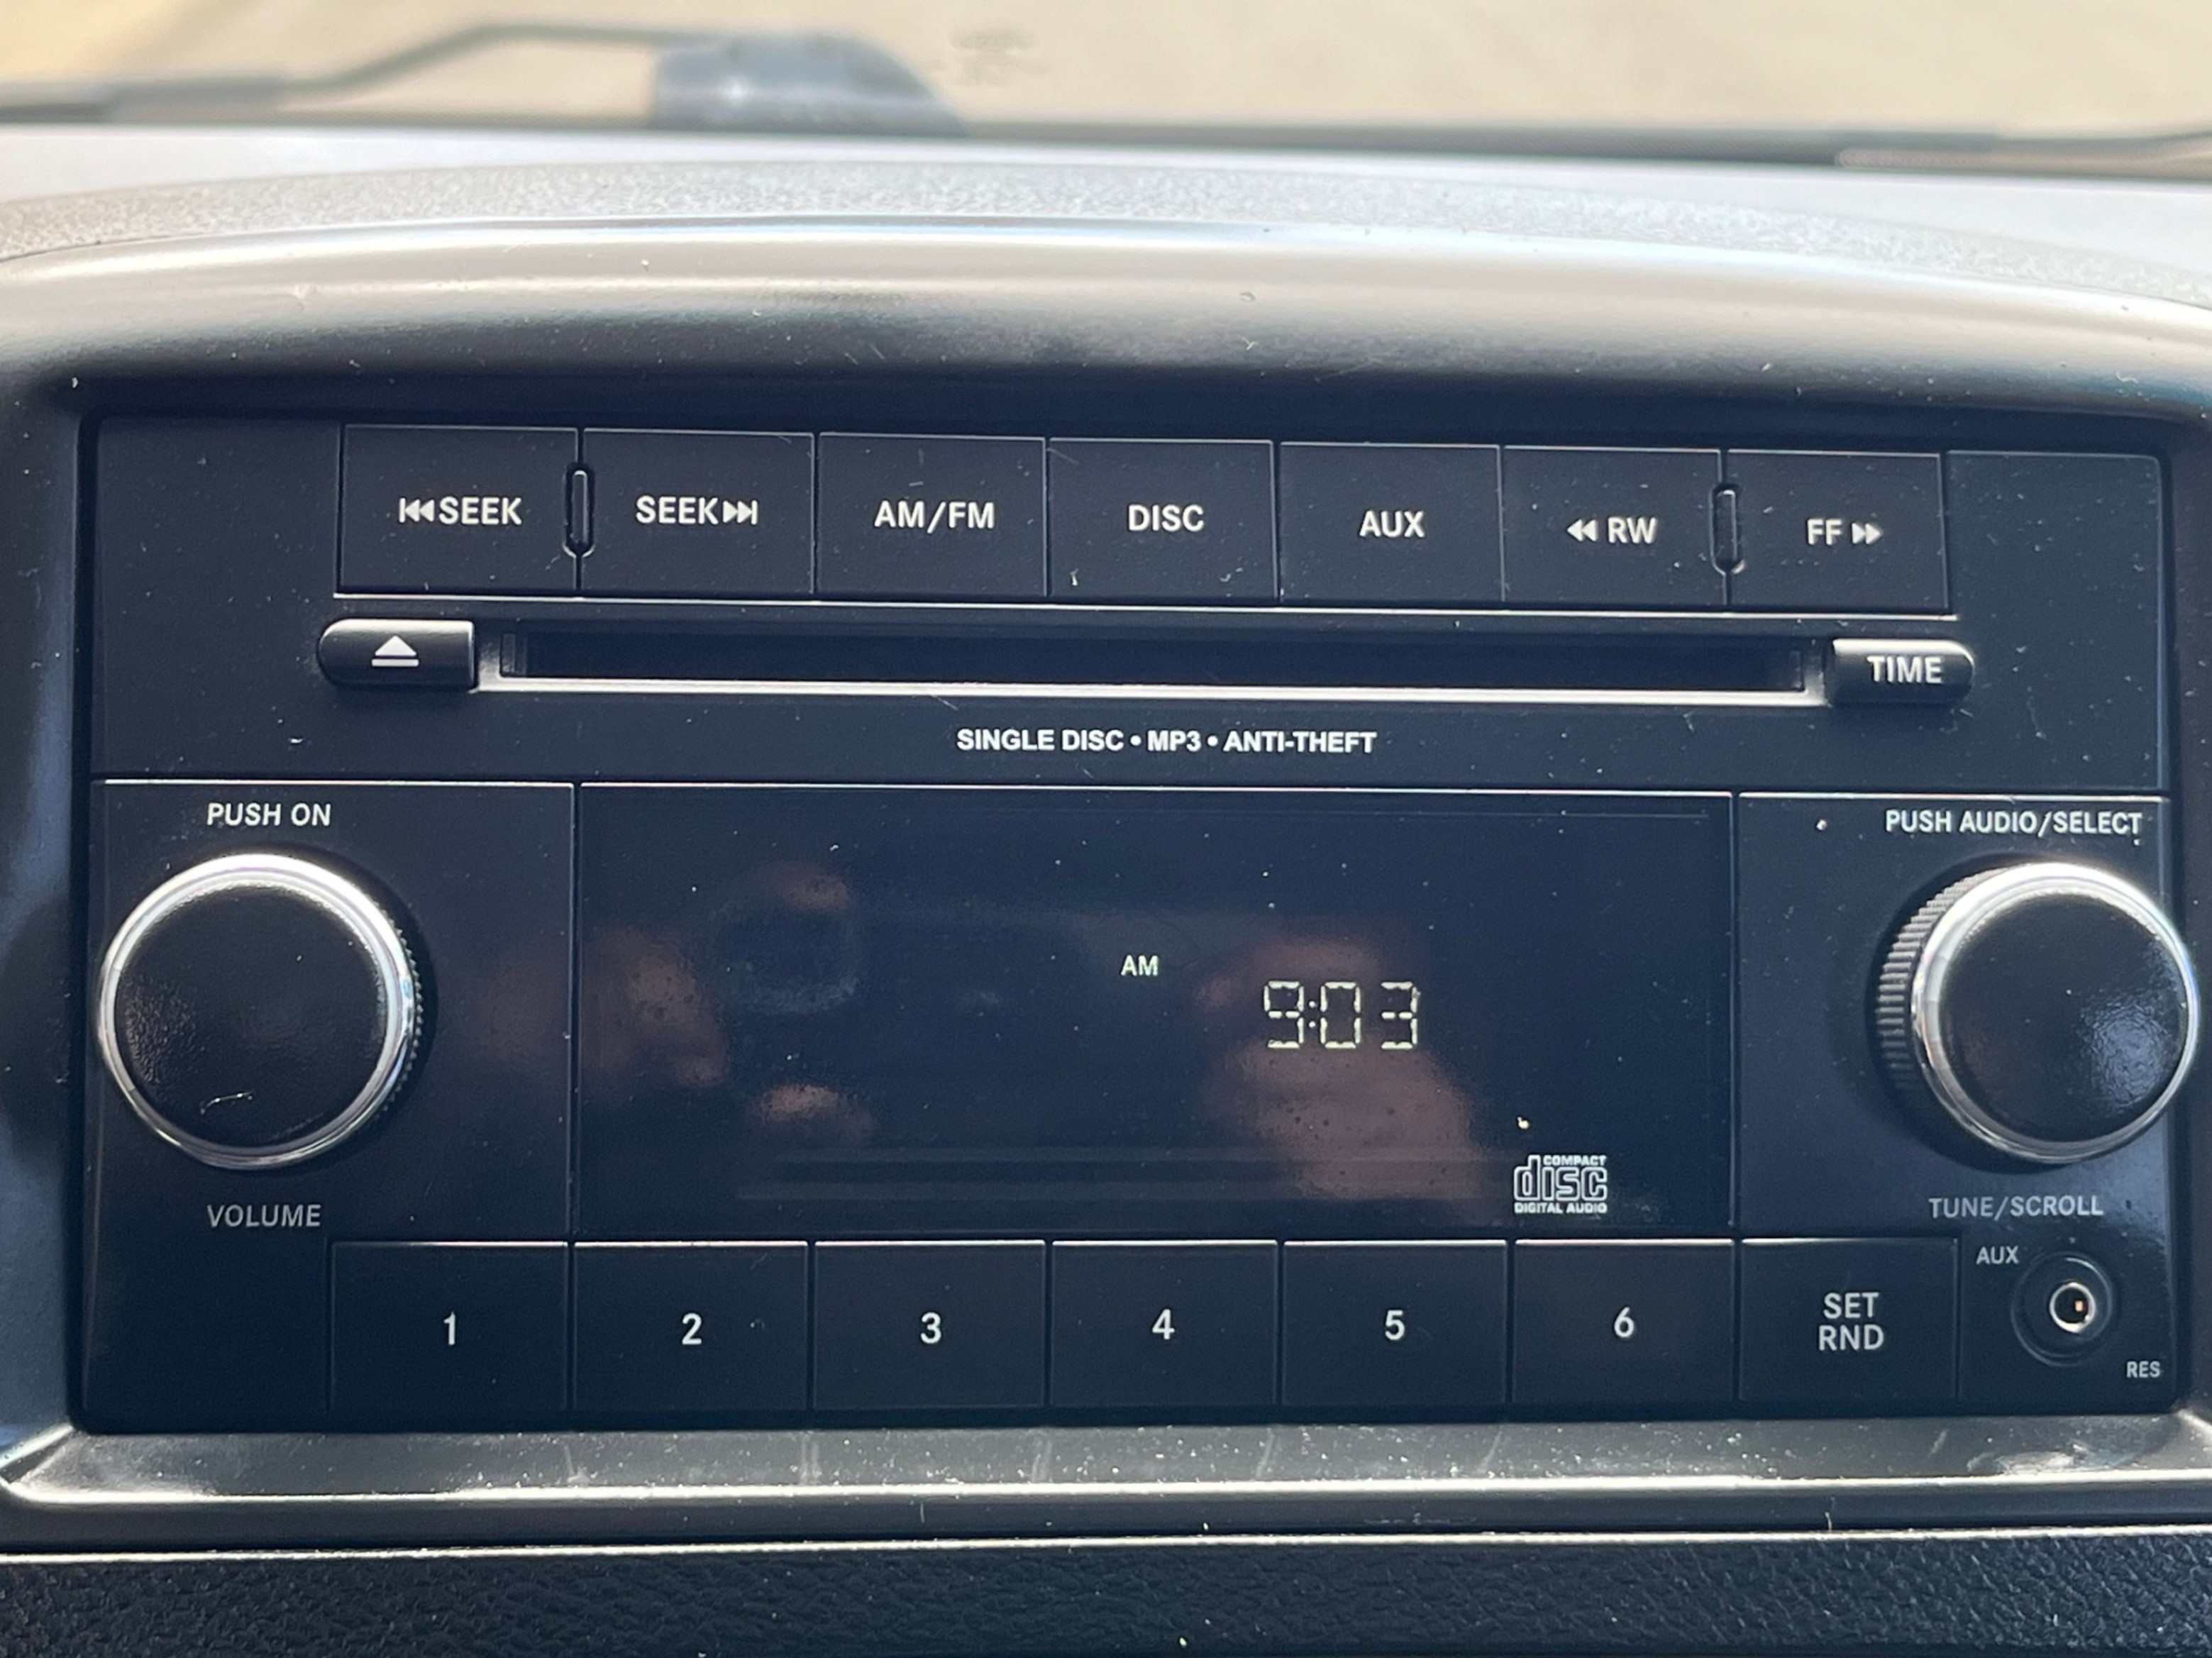 SEEK SEEK AM/FM DISC AUX RW FF
TIME
SINGLE DISC • MP3 • ANTI-THEFT
PUSH ON
PUSH AUDIO/SELECT
AM
9:03
COMPACT
disc
DIGITAL AUDIO
VOLUME
TUNE/SCROLL
AUX
1 2 3 4 5 6 SET
RND
RES